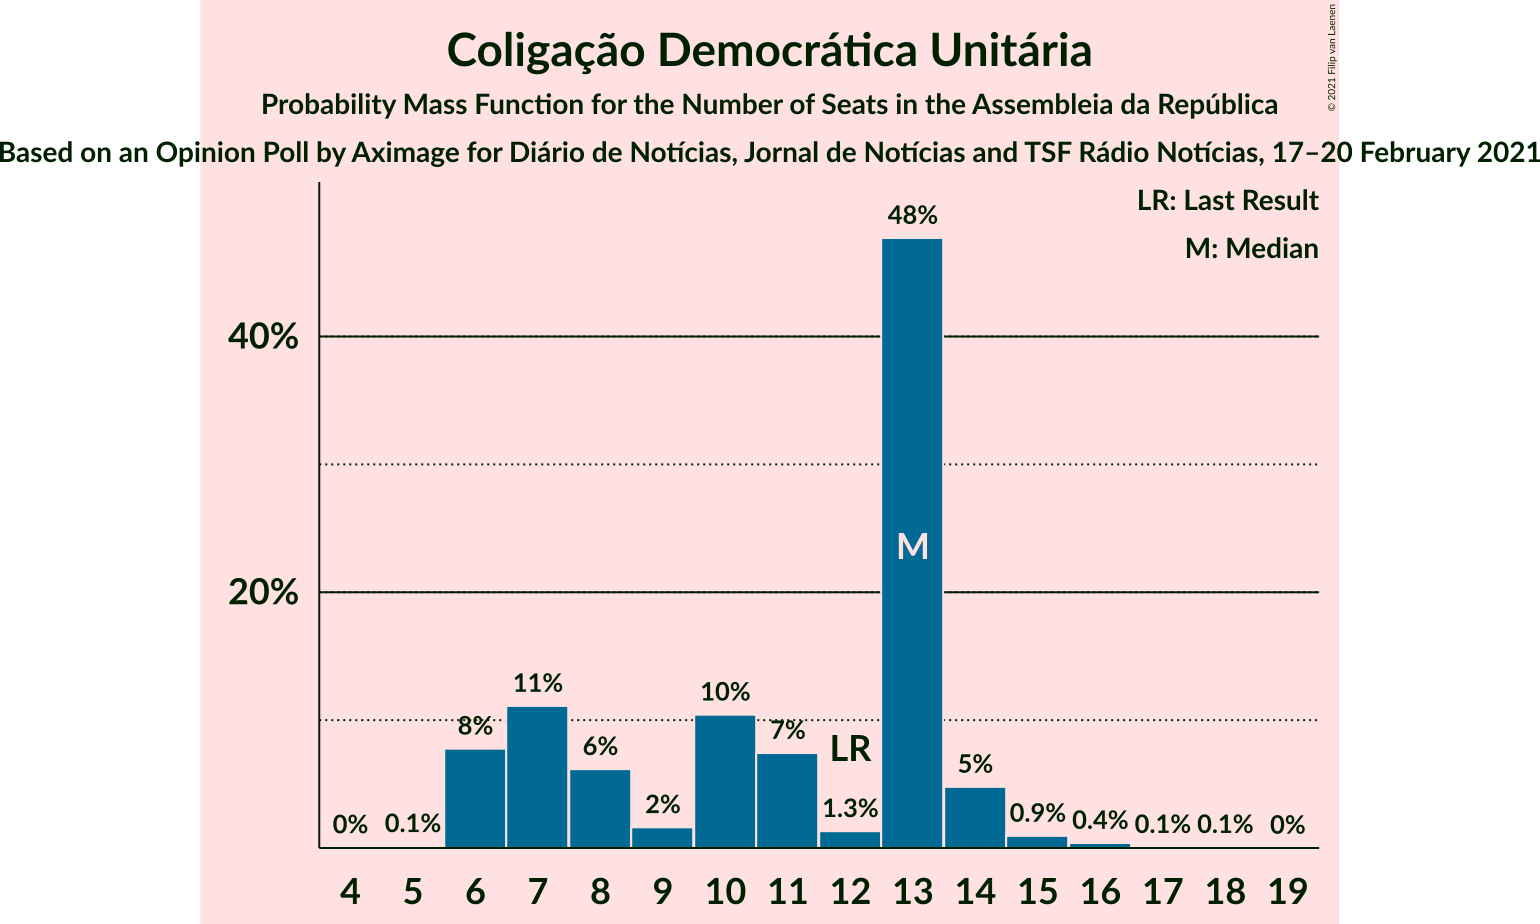 Coligação Democrática Unitária
Probability Mass Function for the Number of Seats in the Assembleia da República
Based on an Opinion Poll by Aximage for Diário de Notícias, Jornal de Notícias and TSF Rádio Notícias, 17–20 February 2021
© 2021 Filip van Laenen
LR: Last Result
M: Median
48%
40%
M
20%
11%
10%
8%
7%
LR
6%
5%
2%
1.3%
0.9%
0.4%
0% 0.1%
0.1% 0.1% 0%
4 5 6 7 8 9 10 11 12 13 14 15 16 17 18 19